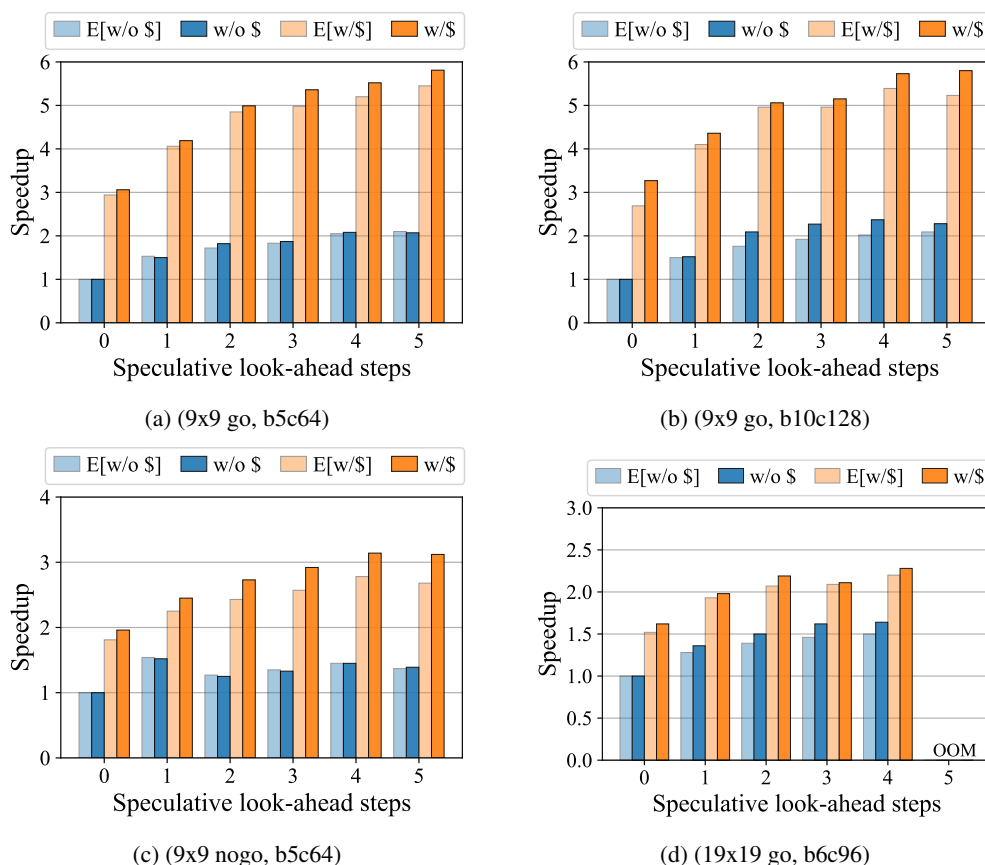 E[w/o $] w/o $ E[w/$] w/$
6
5
4
3
2
1
0
Speedup
0 1 2 3 4 5
Speculative look-ahead steps
(a) (9x9 go, b5c64)
E[w/o $] w/o $ E[w/$] w/$
6
5
4
3
2
1
0
Speedup
0 1 2 3 4 5
Speculative look-ahead steps
(b) (9x9 go, b10c128)
E[w/o $] w/o $ E[w/$] w/$
4
3
2
1
0
Speedup
0 1 2 3 4 5
Speculative look-ahead steps
(c) (9x9 nogo, b5c64)
E[w/o $] w/o $ E[w/$] w/$
3.0
2.5
2.0
1.5
1.0
0.5
0.0
Speedup
OOM
0 1 2 3 4 5
Speculative look-ahead steps
(d) (19x19 go, b6c96)